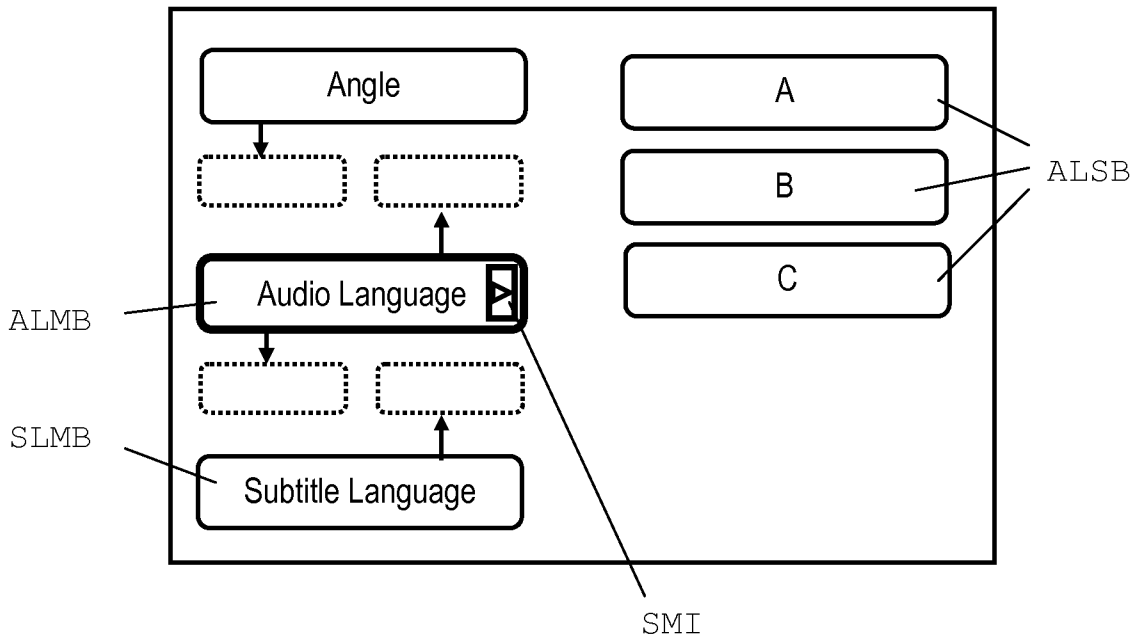 Angle
A
ALSB
B
Audio Language
C
ALMB
SLMB
Subtitle Language
SMI